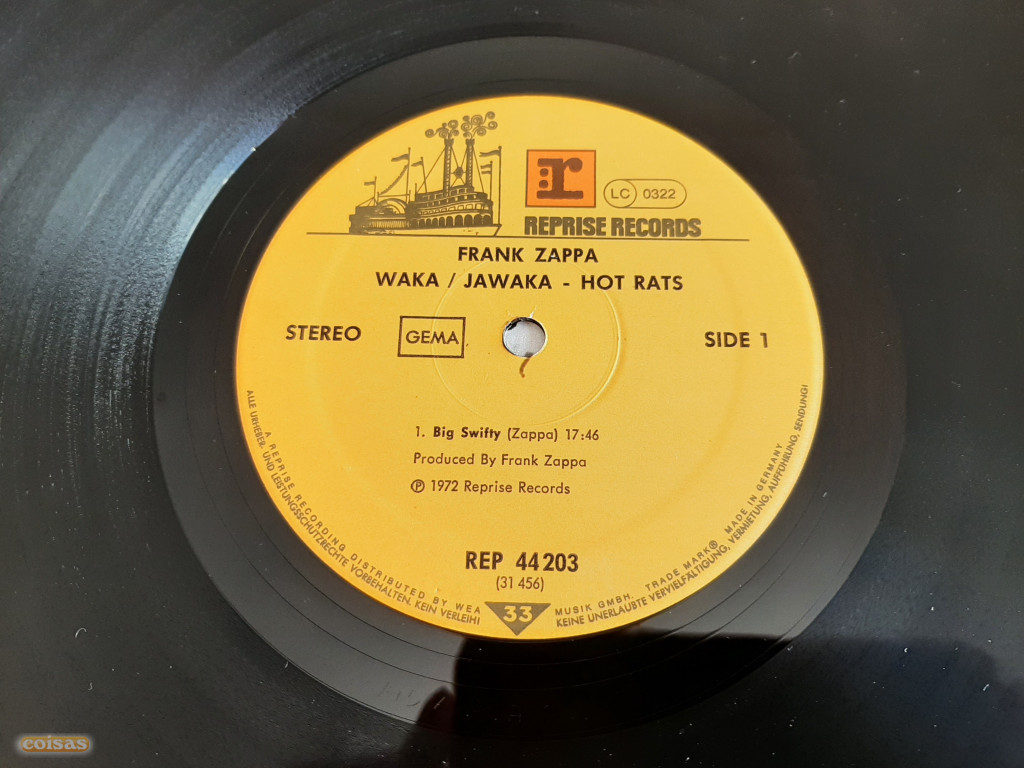 r
LC 0322
REPRISE RECORDS
FRANK ZAPPA
WAKA / JAWAKA - HOT RATS
STEREO
GEMA
SIDE 1
1. Big Swifty (Zappa) 17:46
Produced By Frank Zappa
Ⓟ 1972 Reprise Records
REP 44 203
(31 456)
33
A REPRISE RECORDING DISTRIBUTED BY WEA MUSIK GMBH. TRADE MARK® MADE IN GERMANY
ALLE URHEBER- UND LEISTUNGSSCHUTZRECHTE VORBEHALTEN. KEIN VERLEIH! KEINE UNERLAUBTE VERVIELFÄLTIGUNG, VERMIETUNG, AUFFÜHRUNG, SENDUNG!
coisas